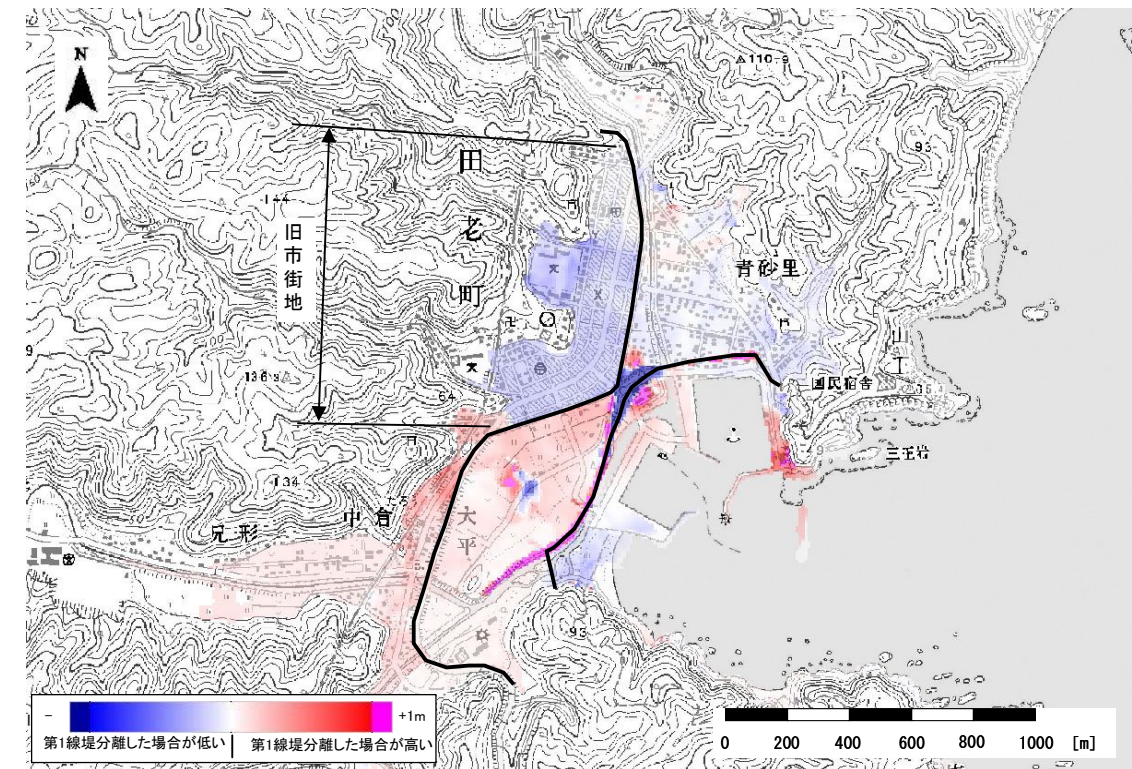 N
110.9
93
田老町
144
旧市街地
青砂里
136
64
国民宿舎
三王岩
134
中倉
大平
兄形
93
-
+1m
第1線堤分離した場合が低い
第1線堤分離した場合が高い
0 200 400 600 800 1000 [m]